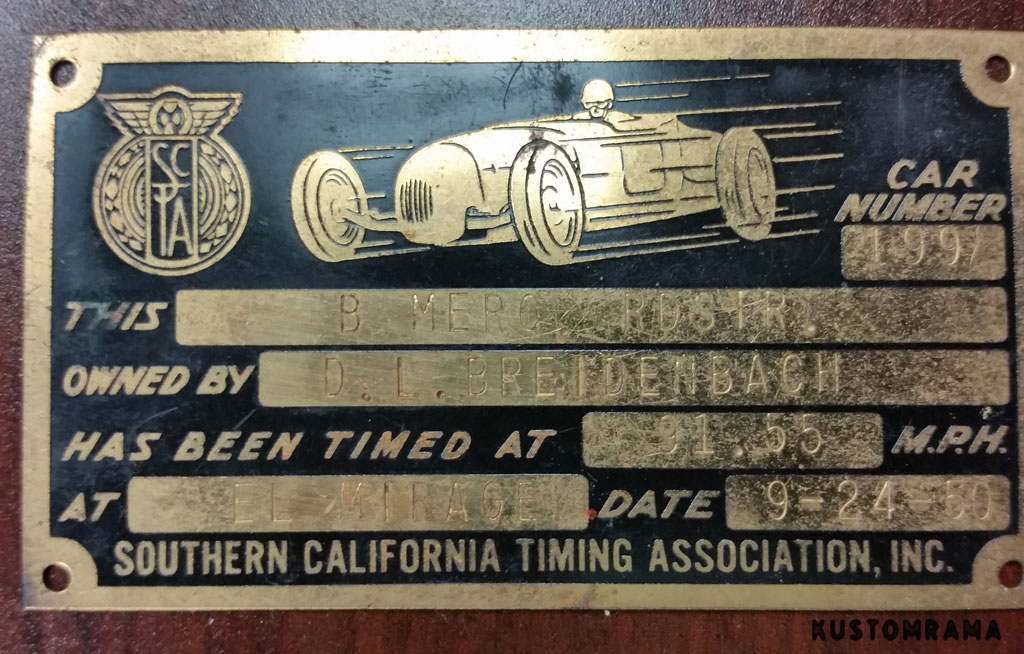 SCTA
CAR
NUMBER
199
THIS B MERC. RDSTR.
OWNED BY D.L.BREIDENBACH
HAS BEEN TIMED AT 91.55 M.P.H.
AT EL MIRAGE DATE 9-24-50
SOUTHERN CALIFORNIA TIMING ASSOCIATION, INC.
KUSTOMRAMA